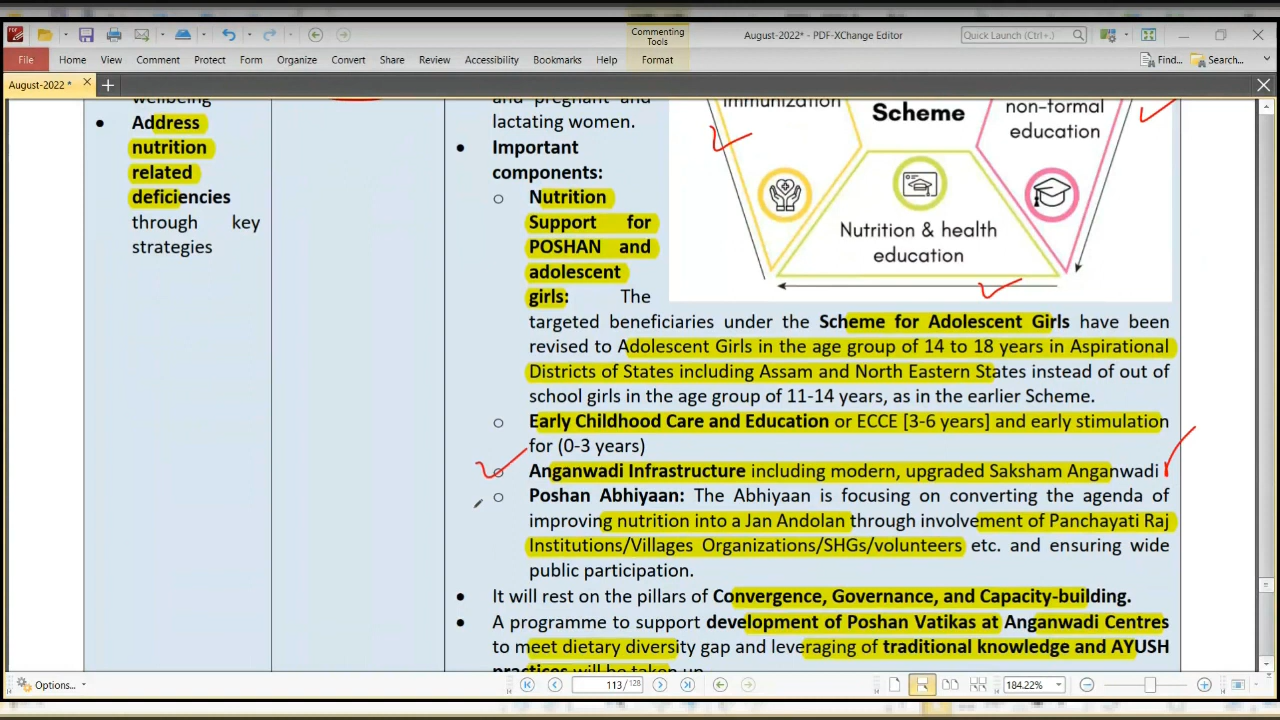 Commenting
Tools
August-2022* - PDF-XChange Editor
Quick Launch (Ctrl+.)
File
Home
View
Comment
Protect
Form
Organize
Convert
Share
Review
Accessibility
Bookmarks
Help
Format
Find...
Search...
August-2022 *
wellbeing
• Address
nutrition
related
deficiencies
through key
strategies
and pregnant and
lactating women.
• Important
components:
○ Nutrition
Support for
POSHAN and
adolescent
girls: The
targeted beneficiaries under the Scheme for Adolescent Girls have been
revised to Adolescent Girls in the age group of 14 to 18 years in Aspirational
Districts of States including Assam and North Eastern States instead of out of
school girls in the age group of 11-14 years, as in the earlier Scheme.
○ Early Childhood Care and Education or ECCE [3-6 years] and early stimulation
for (0-3 years)
○ Anganwadi Infrastructure including modern, upgraded Saksham Anganwadi
○ Poshan Abhiyaan: The Abhiyaan is focusing on converting the agenda of
improving nutrition into a Jan Andolan through involvement of Panchayati Raj
Institutions/Villages Organizations/SHGs/volunteers etc. and ensuring wide
public participation.
• It will rest on the pillars of Convergence, Governance, and Capacity-building.
• A programme to support development of Poshan Vatikas at Anganwadi Centres
to meet dietary diversity gap and leveraging of traditional knowledge and AYUSH
practices will be taken up
Immunization
Scheme
non-formal
education
Nutrition & health
education
Options...
113 / 128
184.22%